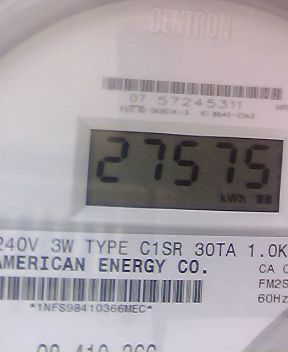 CENTRON®
07 57245311
27575
kWh
240V 3W TYPE C1SR 30TA 1.0K
AMERICAN ENERGY CO.
CA
FM2S
60Hz
*1NFS98410366MEC*